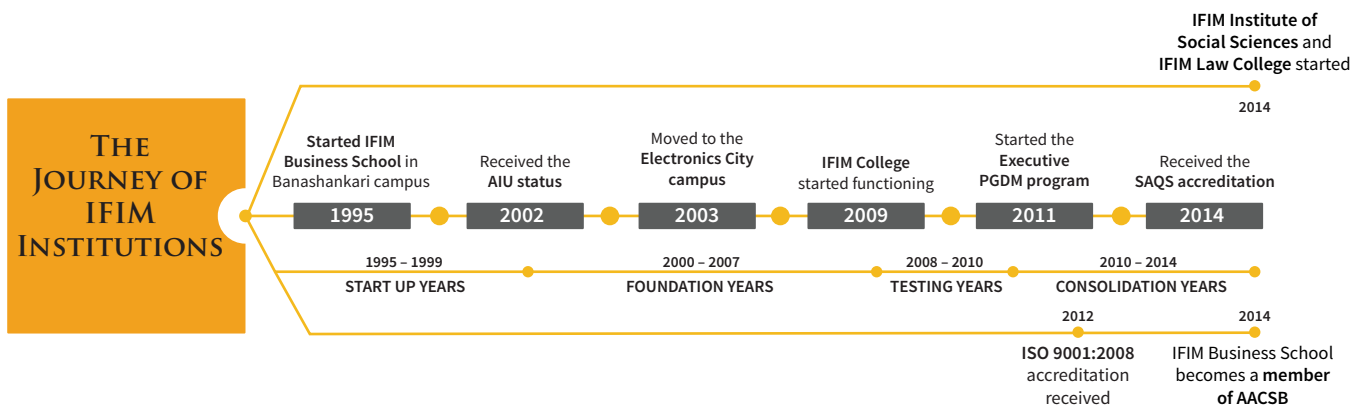 THE
JOURNEY OF
IFIM
INSTITUTIONS
IFIM Institute of
Social Sciences and
IFIM Law College started
2014
Started IFIM
Business School in
Banashankari campus
1995
Received the
AIU status
2002
Moved to the
Electronics City
campus
2003
IFIM College
started functioning
2009
Started the
Executive
PGDM program
2011
Received the
SAQS accreditation
2014
1995 – 1999
START UP YEARS
2000 – 2007
FOUNDATION YEARS
2008 – 2010
TESTING YEARS
2010 – 2014
CONSOLIDATION YEARS
2012
ISO 9001:2008
accreditation
received
2014
IFIM Business School
becomes a member
of AACSB